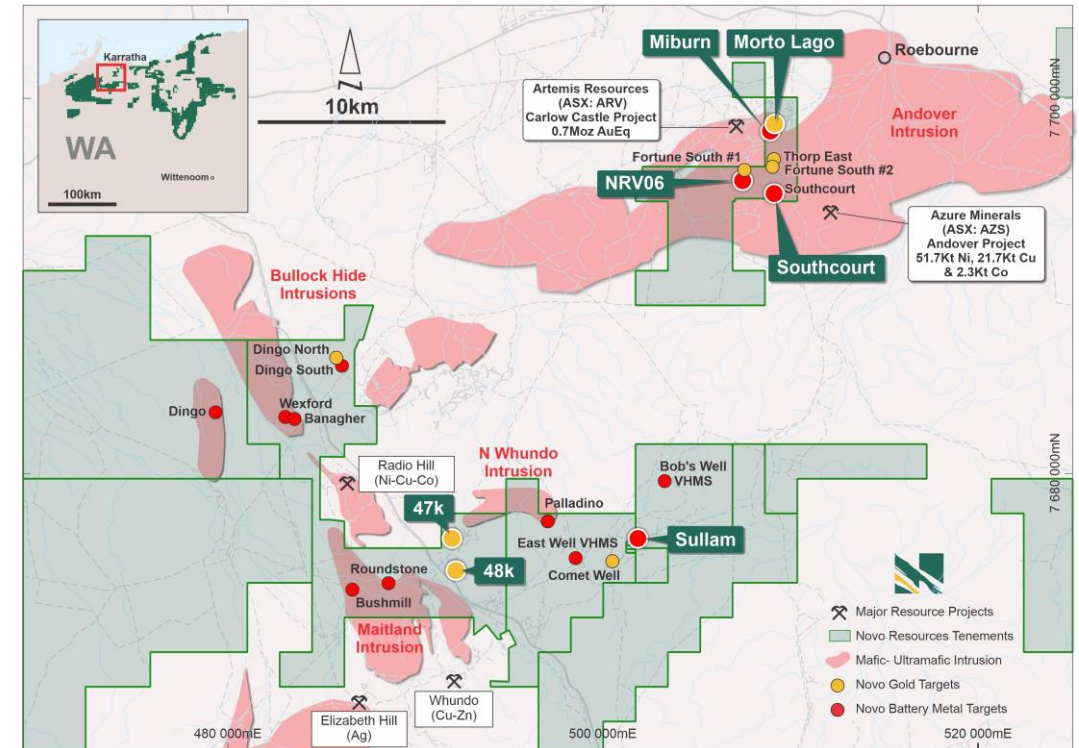 Karratha
WA
Wittenoom
100km
10km
Miburn
Morto Lago
Roebourne
Artemis Resources
(ASX: ARV)
Carlow Castle Project
0.7Moz AuEq
Andover
Intrusion
7 700 000mN
Fortune South #1
Thorp East
Fortune South #2
NRV06
Southcourt
Azure Minerals
(ASX: AZS)
Andover Project
51.7Kt Ni, 21.7Kt Cu
& 2.3Kt Co
Southcourt
Bullock Hide
Intrusions
Dingo North
Dingo South
Dingo
Wexford
Banagher
N Whundo
Intrusion
Radio Hill
(Ni-Cu-Co)
Bob's Well
VHMS
7 680 000mN
47k
Palladino
East Well VHMS
Sullam
48k
Comet Well
Roundstone
Bushmill
Maitland
Intrusion
Major Resource Projects
Novo Resources Tenements
Mafic- Ultramafic Intrusion
Novo Gold Targets
Novo Battery Metal Targets
Whundo
(Cu-Zn)
Elizabeth Hill
(Ag)
480 000mE
500 000mE
520 000mE